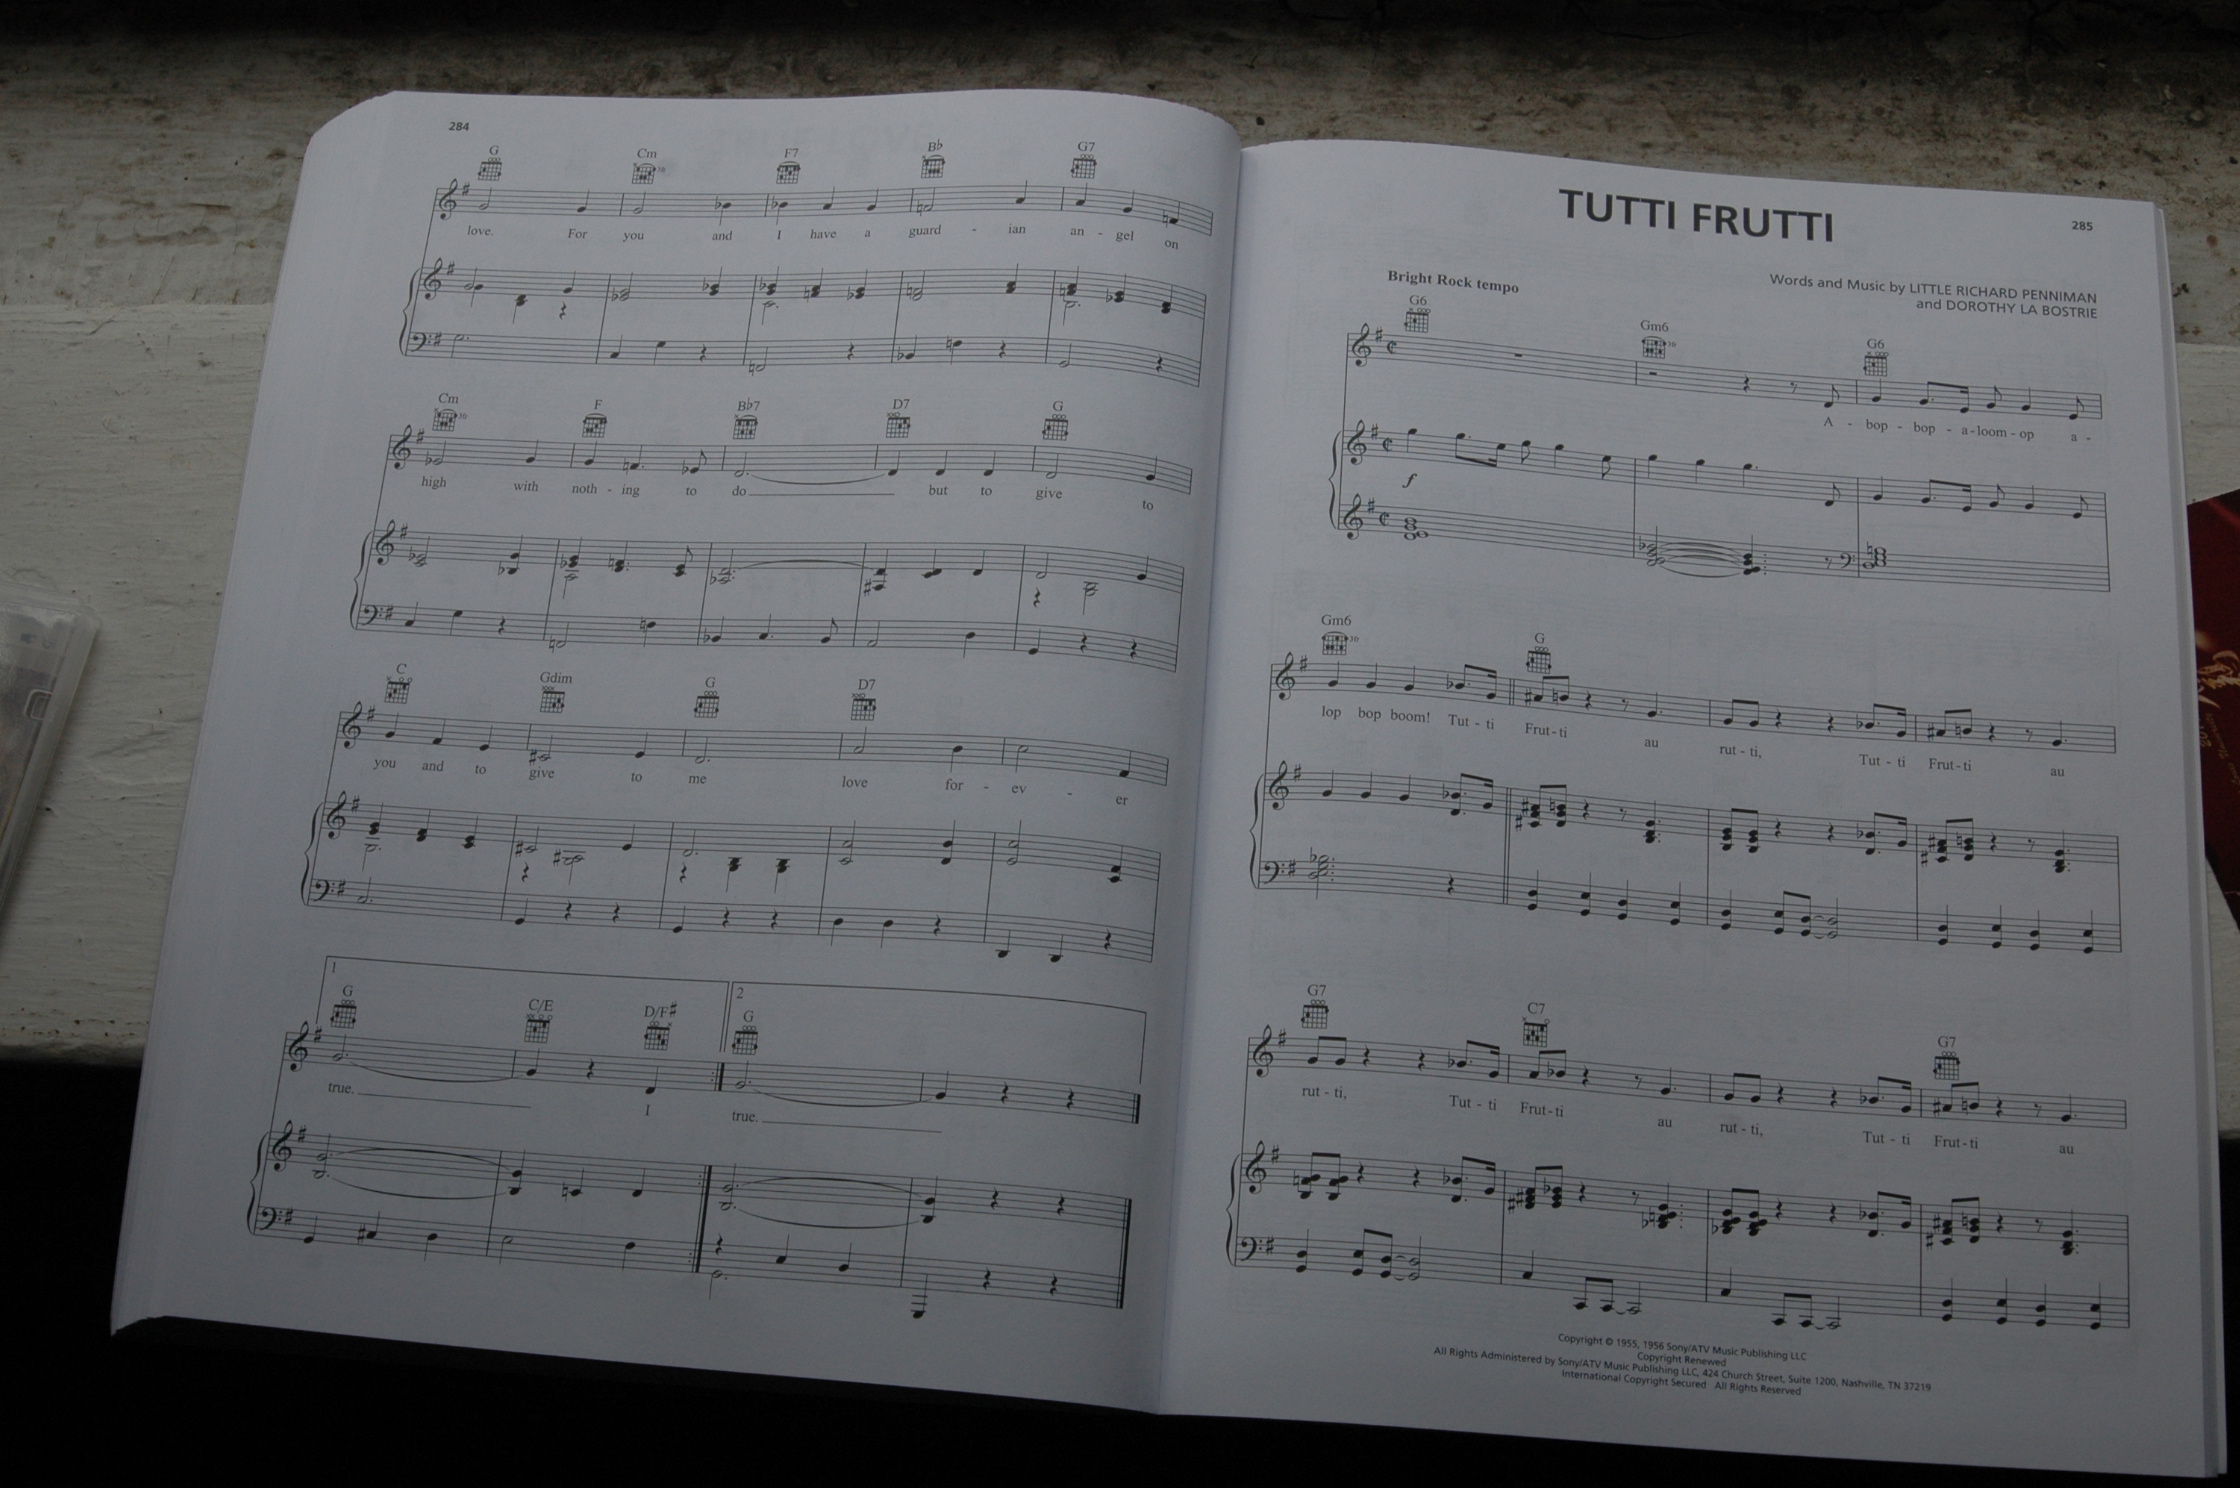 284
G Cm F7 B♭ G7
love. For you and I have a guard - ian an - gel on
Cm F B♭7 D7 G
high with noth - ing to do but to give to
C Gdim G D7
you and to give to me love for - ev - er
1 2
G C/E D/F♯ G
true. I true.
TUTTI FRUTTI
285
Words and Music by LITTLE RICHARD PENNIMAN
and DOROTHY LA BOSTRIE
Bright Rock tempo
G6 Gm6 G6
A - bop - bop - a - loom - op a -
f
Gm6 G
lop bop boom! Tut - ti Frut - ti au rut - ti, Tut - ti Frut - ti au
G7 C7 G7
rut - ti, Tut - ti Frut - ti au rut - ti, Tut - ti Frut - ti au
Copyright © 1955, 1956 Sony/ATV Music Publishing LLC
Copyright Renewed
All Rights Administered by Sony/ATV Music Publishing LLC, 424 Church Street, Suite 1200, Nashville, TN 37219
International Copyright Secured All Rights Reserved